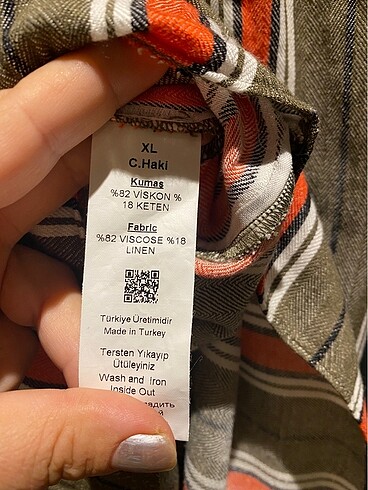 XL
C.Haki
Kumaş
%82 VİSKON %
18 KETEN
Fabric
%82 VISCOSE %18
LINEN
Türkiye Üretimidir
Made in Turkey
Tersten Yıkayıp
Ütüleyiniz
Wash and Iron
Inside Out